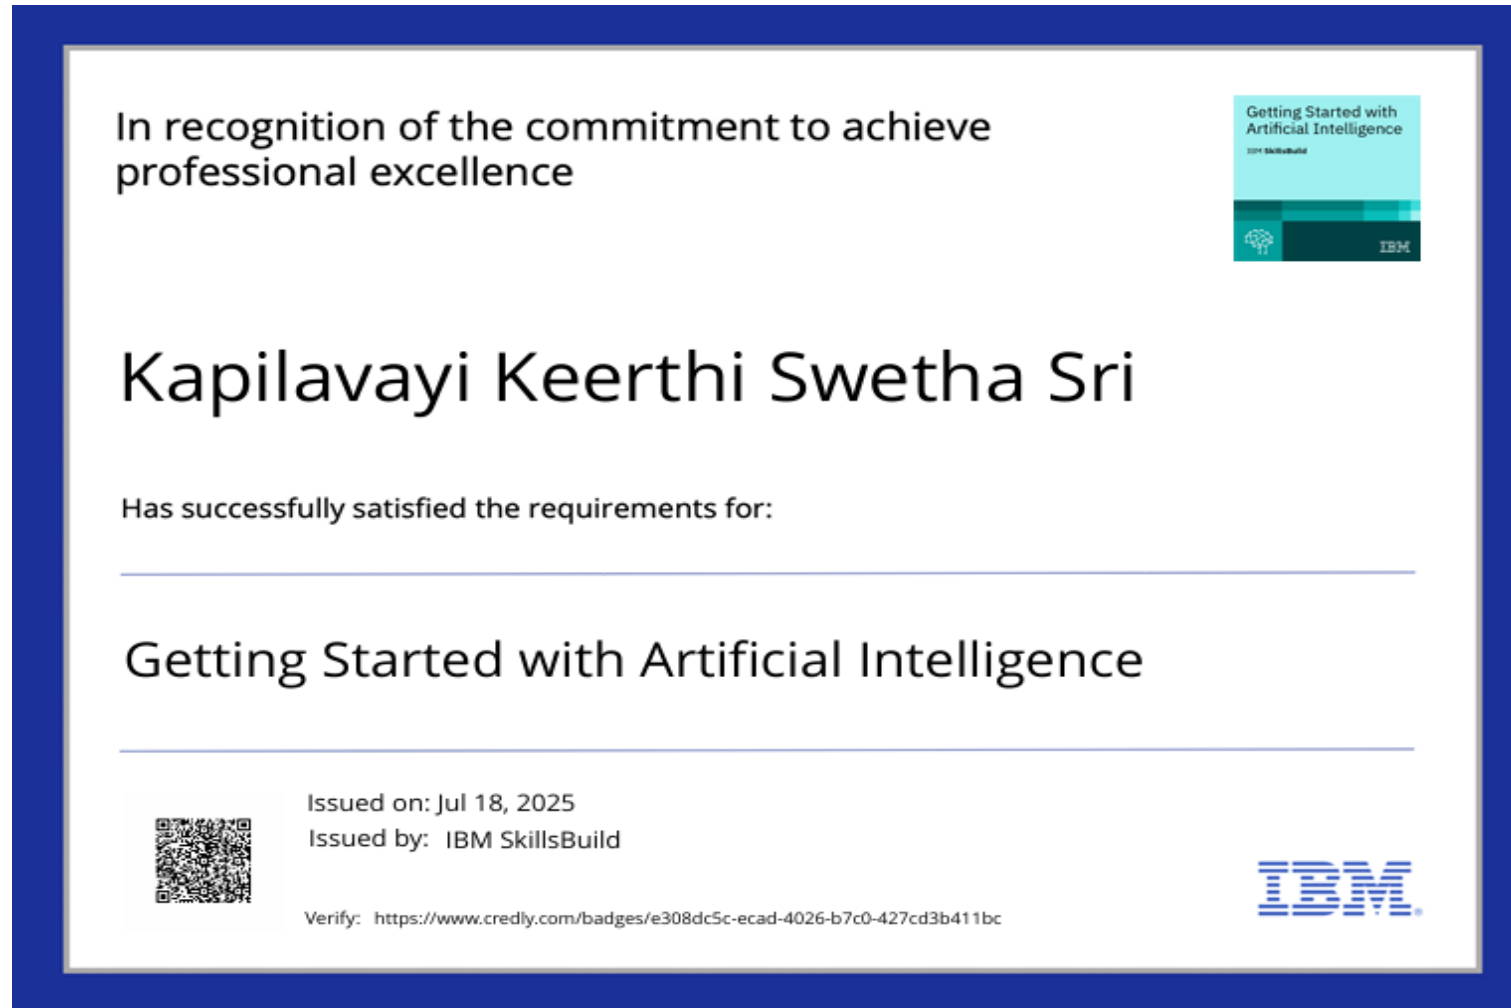 In recognition of the commitment to achieve
professional excellence
Getting Started with
Artificial Intelligence
IBM SkillsBuild
IBM
Kapilavayi Keerthi Swetha Sri
Has successfully satisfied the requirements for:
Getting Started with Artificial Intelligence
Issued on: Jul 18, 2025
Issued by: IBM SkillsBuild
Verify: https://www.credly.com/badges/e308dc5c-ecad-4026-b7c0-427cd3b411bc
IBM